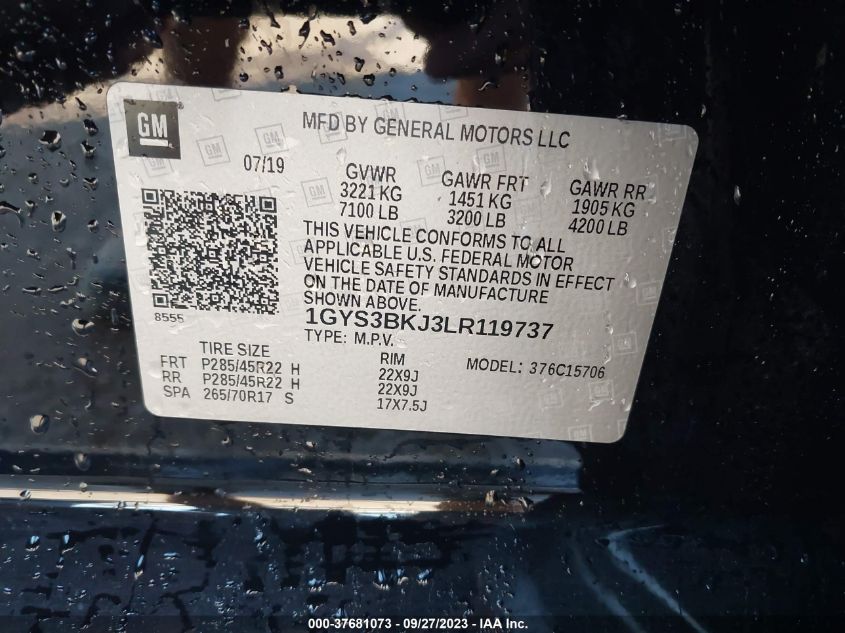 GM
MFD BY GENERAL MOTORS LLC
07/19
GVWR
3221 KG
7100 LB
GAWR FRT
1451 KG
3200 LB
GAWR RR
1905 KG
4200 LB
THIS VEHICLE CONFORMS TO ALL
APPLICABLE U.S. FEDERAL MOTOR
VEHICLE SAFETY STANDARDS IN EFFECT
ON THE DATE OF MANUFACTURE
SHOWN ABOVE.
8555
1GYS3BKJ3LR119737
TYPE: M.P.V.
MODEL: 376C15706
TIRE SIZE
RIM
FRT P285/45R22 H 22X9J
RR P285/45R22 H 22X9J
SPA 265/70R17 S 17X7.5J
000-37681073 — 09/27/2023 - IAA Inc.